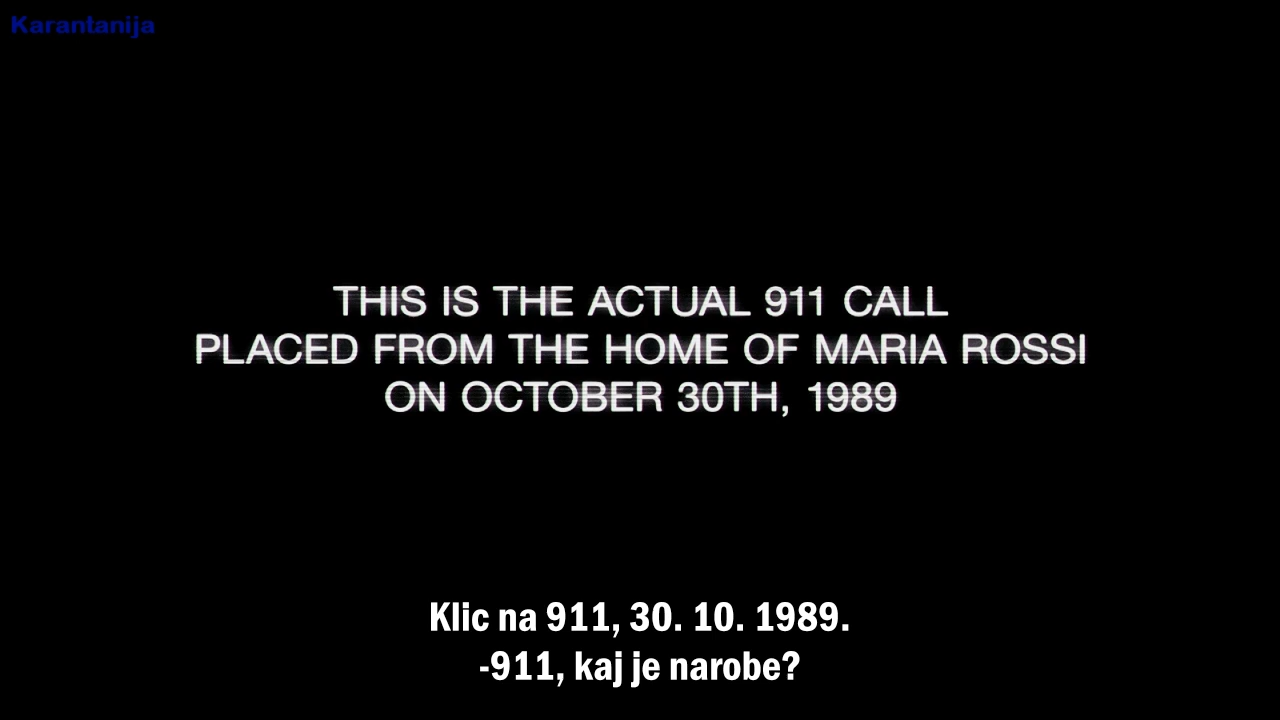 Karantanija
THIS IS THE ACTUAL 911 CALL
PLACED FROM THE HOME OF MARIA ROSSI
ON OCTOBER 30TH, 1989
Klic na 911, 30. 10. 1989.
-911, kaj je narobe?